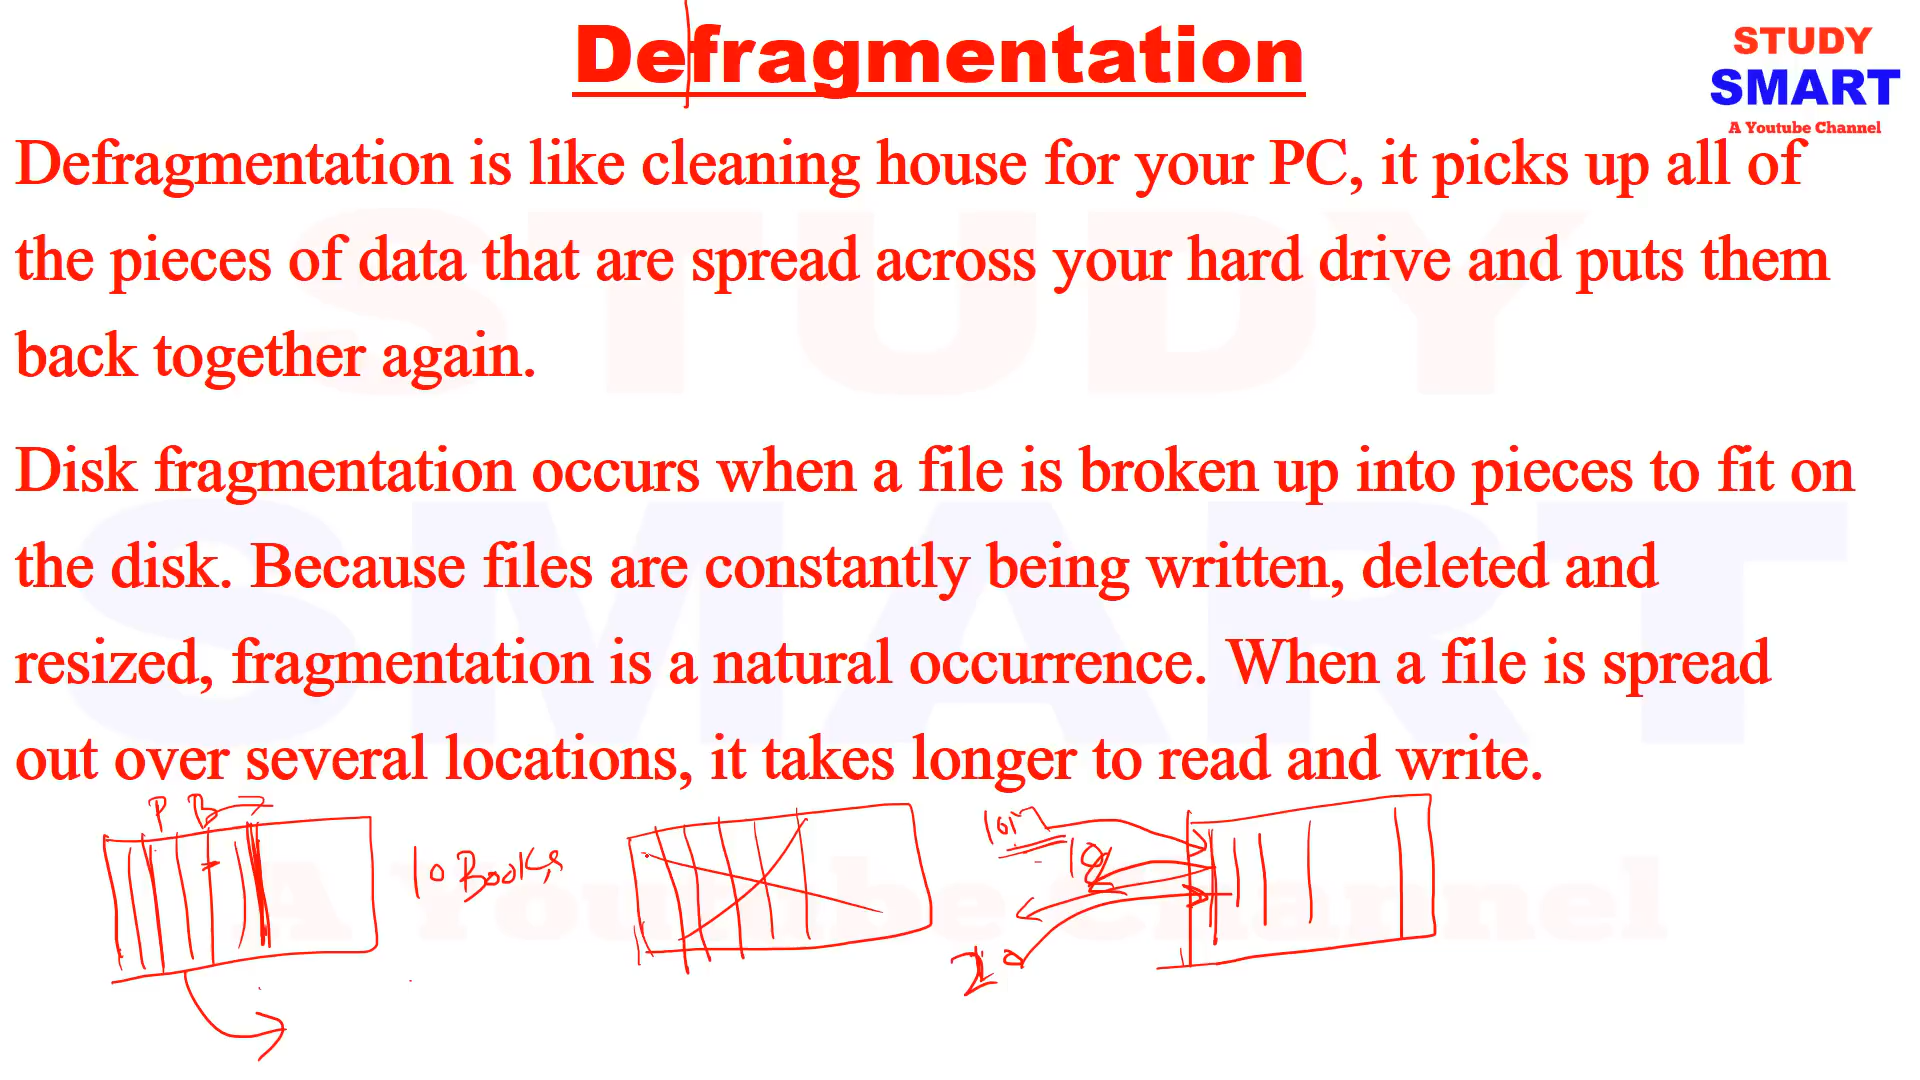 Defragmentation
STUDY
SMART
A Youtube Channel
Defragmentation is like cleaning house for your PC, it picks up all of
the pieces of data that are spread across your hard drive and puts them
back together again.
Disk fragmentation occurs when a file is broken up into pieces to fit on
the disk. Because files are constantly being written, deleted and
resized, fragmentation is a natural occurrence. When a file is spread
out over several locations, it takes longer to read and write.
P B
10 Books
STUDY
SMART
A Youtube Channel